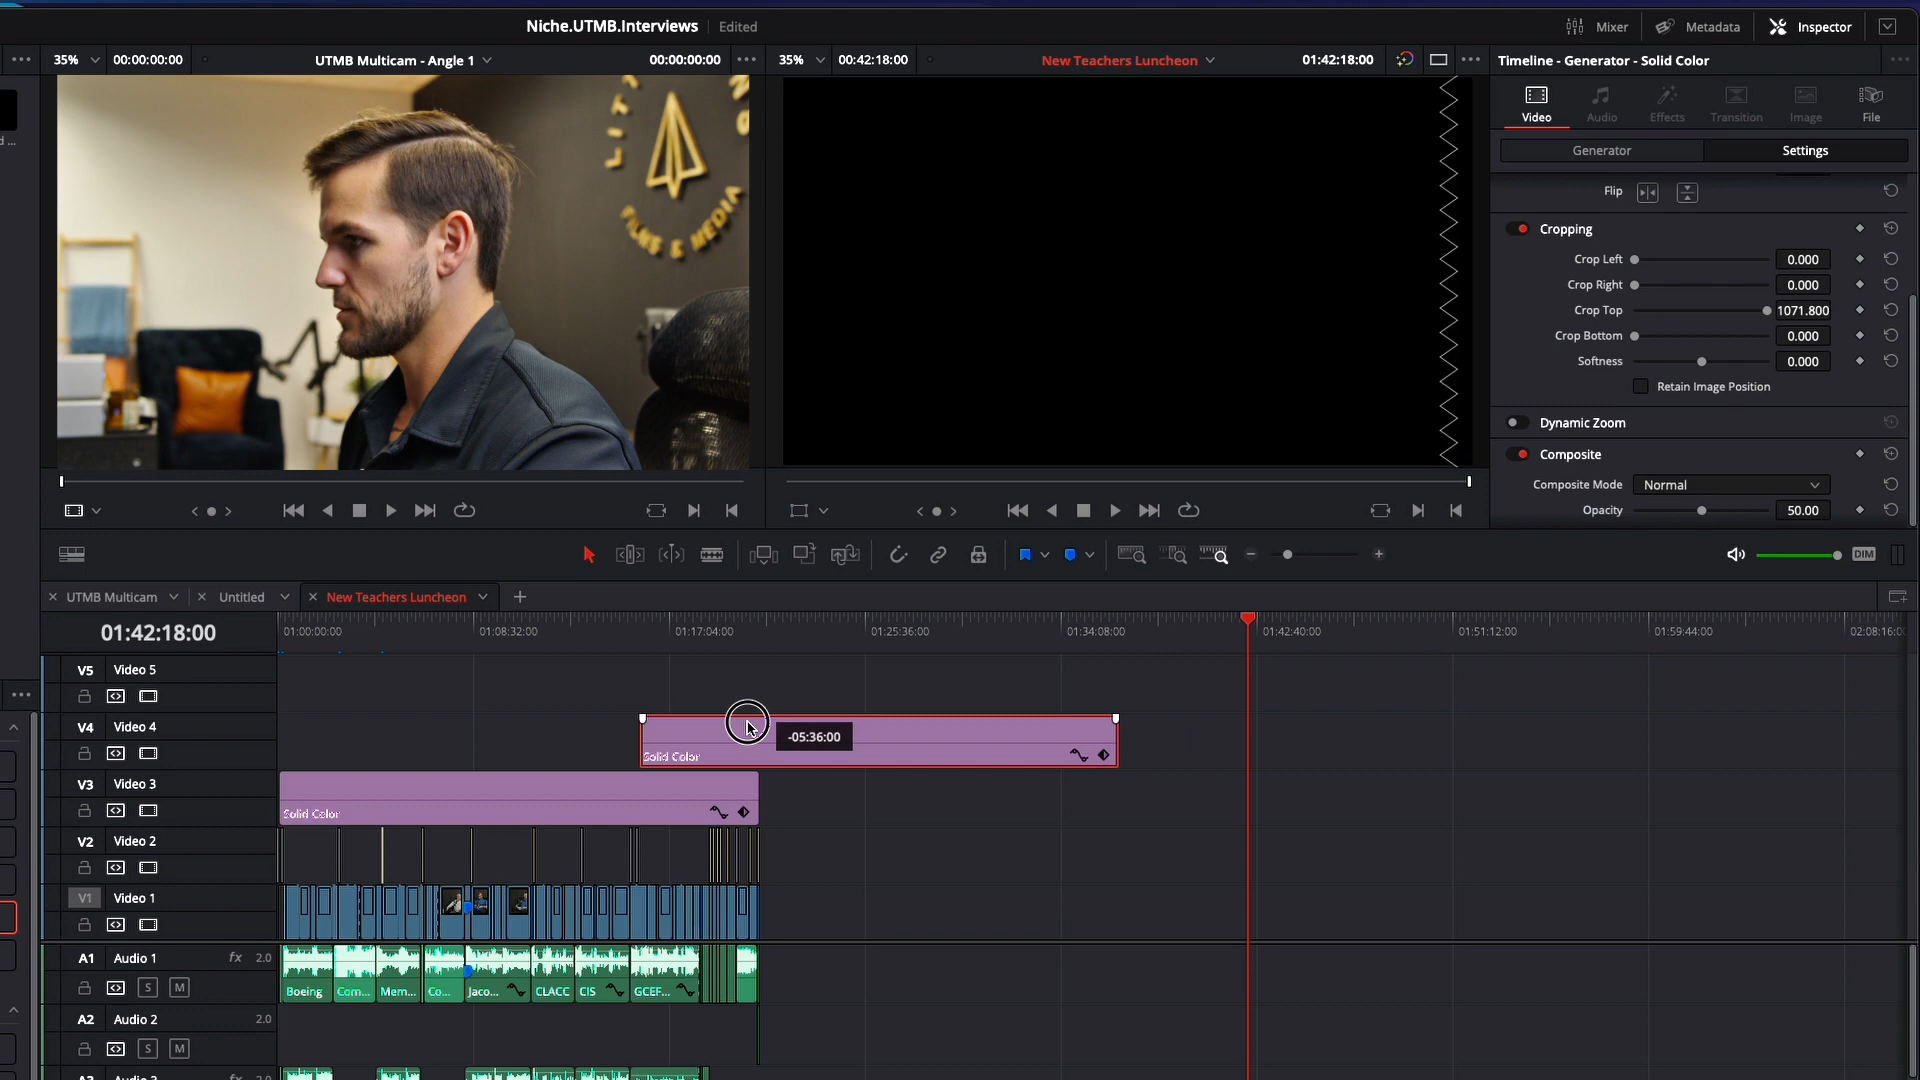 Niche.UTMB.Interviews
Edited
Mixer
Metadata
Inspector
35%
00:00:00:00
UTMB Multicam - Angle 1
00:00:00:00
35%
00:42:18:00
New Teachers Luncheon
01:42:18:00
Timeline - Generator - Solid Color
FILMS & MEDIA
Video
Audio
Effects
Transition
Image
File
Generator
Settings
Flip
Cropping
Crop Left
0.000
Crop Right
0.000
Crop Top
1071.800
Crop Bottom
0.000
Softness
0.000
Retain Image Position
Dynamic Zoom
Composite
Composite Mode
Normal
Opacity
50.00
DIM
UTMB Multicam
Untitled
New Teachers Luncheon
01:42:18:00
01:00:00:00
01:08:32:00
01:17:04:00
01:25:36:00
01:34:08:00
01:42:40:00
01:51:12:00
01:59:44:00
02:08:16:0
V5 Video 5
V4 Video 4
-05:36:00
Solid Color
V3 Video 3
Solid Color
V2 Video 2
V1 Video 1
A1 Audio 1 fx 2.0
S M
Boeing
Com...
Mem...
Co...
Jaco...
CLACC
CIS
GCEF...
A2 Audio 2 2.0
S M